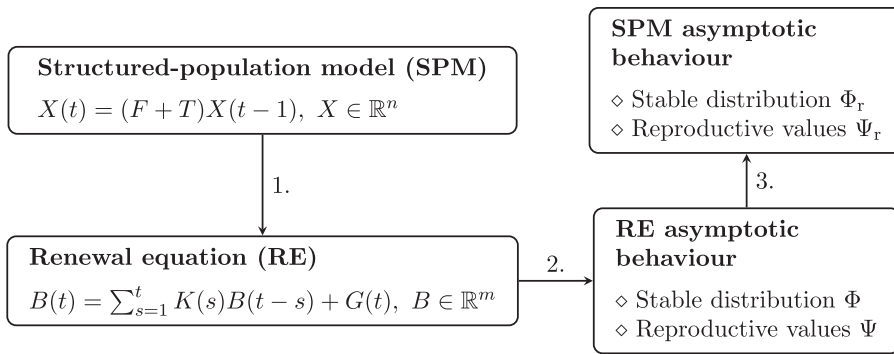 Structured-population model (SPM)
X(t) = (F + T)X(t − 1), X ∈ ℝⁿ
1.
Renewal equation (RE)
B(t) = ∑ₛ₌₁ᵗ K(s)B(t − s) + G(t), B ∈ ℝᵐ
2.
RE asymptotic
behaviour
⋄ Stable distribution Φ
⋄ Reproductive values Ψ
3.
SPM asymptotic
behaviour
⋄ Stable distribution Φᵣ
⋄ Reproductive values Ψᵣ